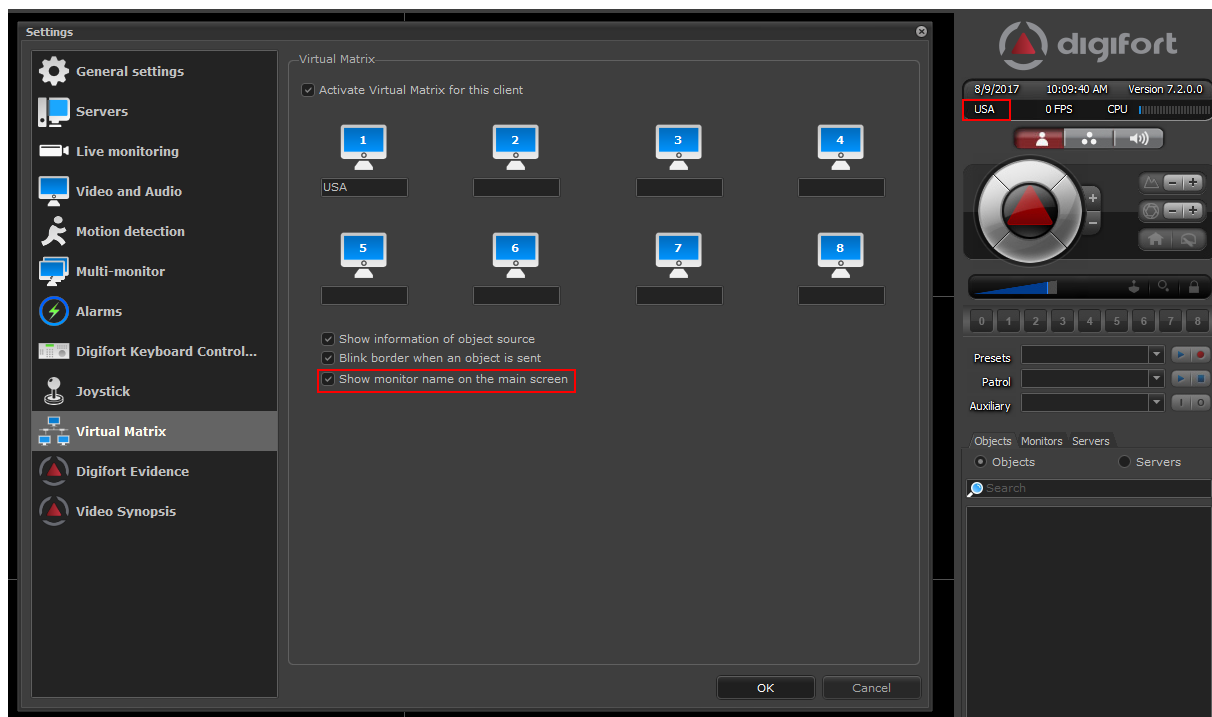 Settings
General settings
Servers
Live monitoring
Video and Audio
Motion detection
Multi-monitor
Alarms
Digifort Keyboard Control...
Joystick
Virtual Matrix
Digifort Evidence
Video Synopsis
Virtual Matrix
Activate Virtual Matrix for this client
1 2 3 4
USA
5 6 7 8
Show information of object source
Blink border when an object is sent
Show monitor name on the main screen
OK Cancel
digifort
8/9/2017 10:09:40 AM Version 7.2.0.0
USA 0 FPS CPU
0 1 2 3 4 5 6 7 8
Presets
Patrol
Auxiliary I O
Objects Monitors Servers
Objects Servers
Search